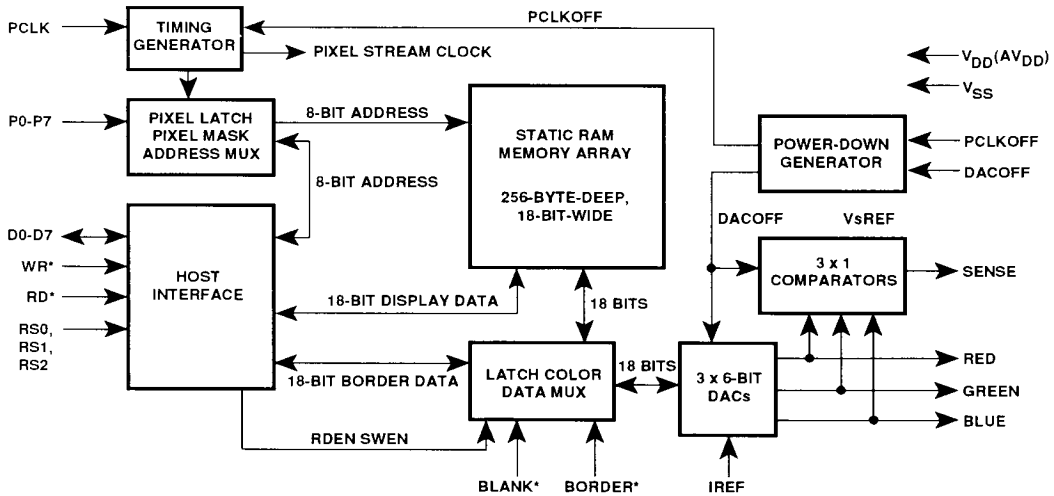 PCLK
TIMING
GENERATOR
PCLKOFF
PIXEL STREAM CLOCK
V_DD (AV_DD)
V_SS
P0-P7
PIXEL LATCH
PIXEL MASK
ADDRESS MUX
8-BIT ADDRESS
8-BIT ADDRESS
STATIC RAM
MEMORY ARRAY
256-BYTE-DEEP,
18-BIT-WIDE
POWER-DOWN
GENERATOR
PCLKOFF
DACOFF
D0-D7
WR*
RD*
RS0,
RS1,
RS2
HOST
INTERFACE
DACOFF
VsREF
3 x 1
COMPARATORS
SENSE
18-BIT DISPLAY DATA
18 BITS
18-BIT BORDER DATA
LATCH COLOR
DATA MUX
18 BITS
3 x 6-BIT
DACs
RED
GREEN
BLUE
RDEN SWEN
BLANK*
BORDER*
IREF